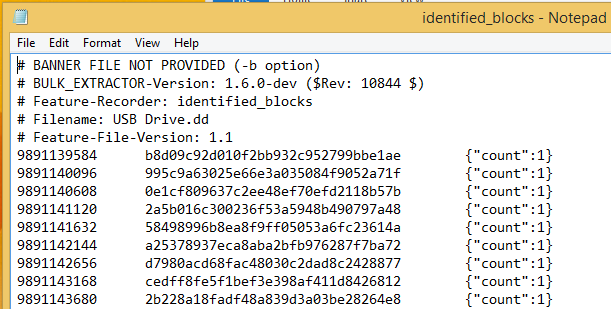 identified_blocks - Notepad
File Edit Format View Help
# BANNER FILE NOT PROVIDED (-b option)
# BULK_EXTRACTOR-Version: 1.6.0-dev ($Rev: 10844 $)
# Feature-Recorder: identified_blocks
# Filename: USB Drive.dd
# Feature-File-Version: 1.1
9891139584 b8d09c92d010f2bb932c952799bbe1ae {"count":1}
9891140096 995c9a63025e66e3a035084f9052a71f {"count":1}
9891140608 0e1cf809637c2ee48ef70efd2118b57b {"count":1}
9891141120 2a5b016c300236f53a5948b490797a48 {"count":1}
9891141632 58498996b8ea8f9ff05053a6fc23614a {"count":1}
9891142144 a25378937eca8aba2bfb976287f7ba72 {"count":1}
9891142656 d7980acd68fac48030c2dad8c2428877 {"count":1}
9891143168 cedff8fe5f1bef3e398af411d8426812 {"count":1}
9891143680 2b228a18fadf48a839d3a03be28264e8 {"count":1}